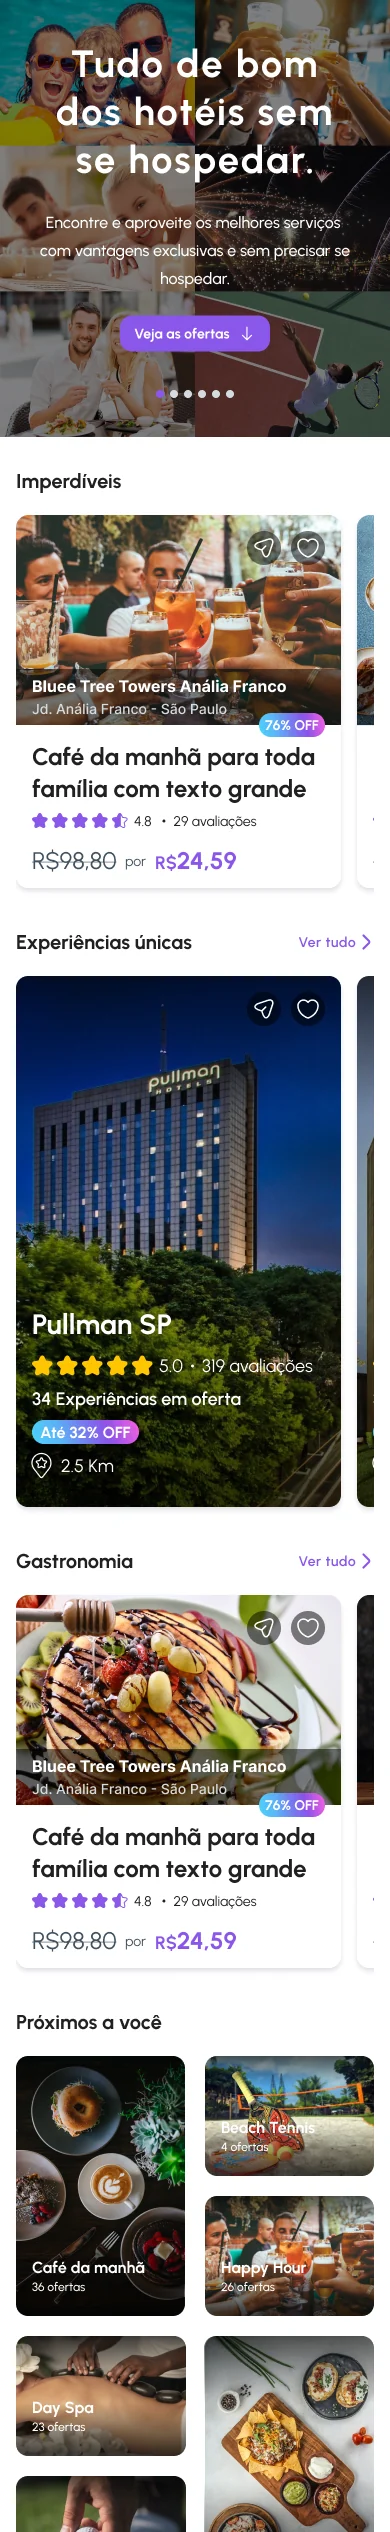 Tudo de bom
dos hotéis sem
se hospedar.
Encontre e aproveite os melhores serviços
com vantagens exclusivas e sem precisar se
hospedar.
Veja as ofertas
Imperdíveis
Bluee Tree Towers Anália Franco
Jd. Anália Franco - São Paulo
76% OFF
Café da manhã para toda
família com texto grande
4.8 • 29 avaliações
R$98,80 por R$24,59
Experiências únicas
Ver tudo
pullman
HOTELS
Pullman SP
5.0 • 319 avaliações
34 Experiências em oferta
Até 32% OFF
2.5 Km
Gastronomia
Ver tudo
Bluee Tree Towers Anália Franco
Jd. Anália Franco - São Paulo
76% OFF
Café da manhã para toda
família com texto grande
4.8 • 29 avaliações
R$98,80 por R$24,59
Próximos a você
Café da manhã
36 ofertas
Beach Tennis
4 ofertas
Happy Hour
26 ofertas
Day Spa
23 ofertas